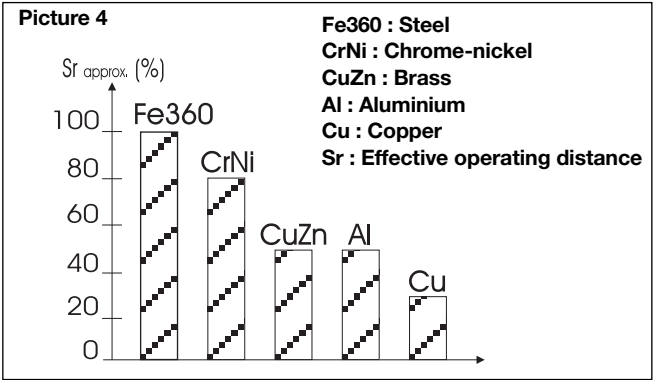 Picture 4
Fe360 : Steel
CrNi : Chrome-nickel
CuZn : Brass
Al : Aluminium
Cu : Copper
Sr : Effective operating distance
Sr approx. (%)
100
80
60
40
20
0
Fe360
CrNi
CuZn
Al
Cu